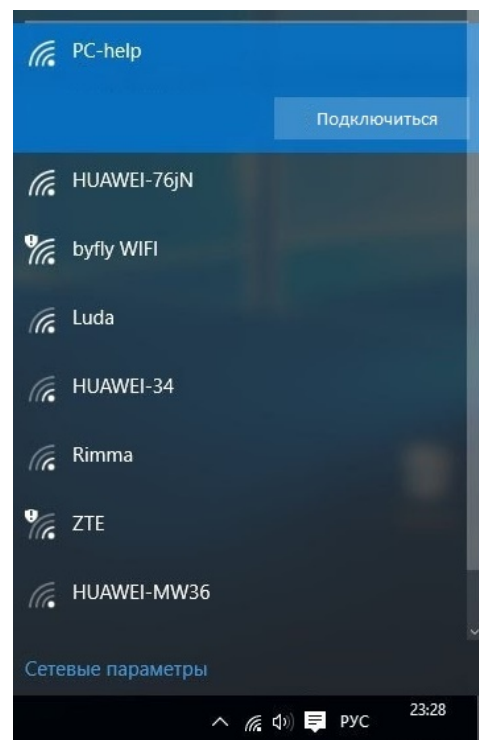 PC-help
Подключиться
HUAWEI-76jN
byfly WIFI
Luda
HUAWEI-34
Rimma
ZTE
HUAWEI-MW36
Сетевые параметры
РУС 23:28